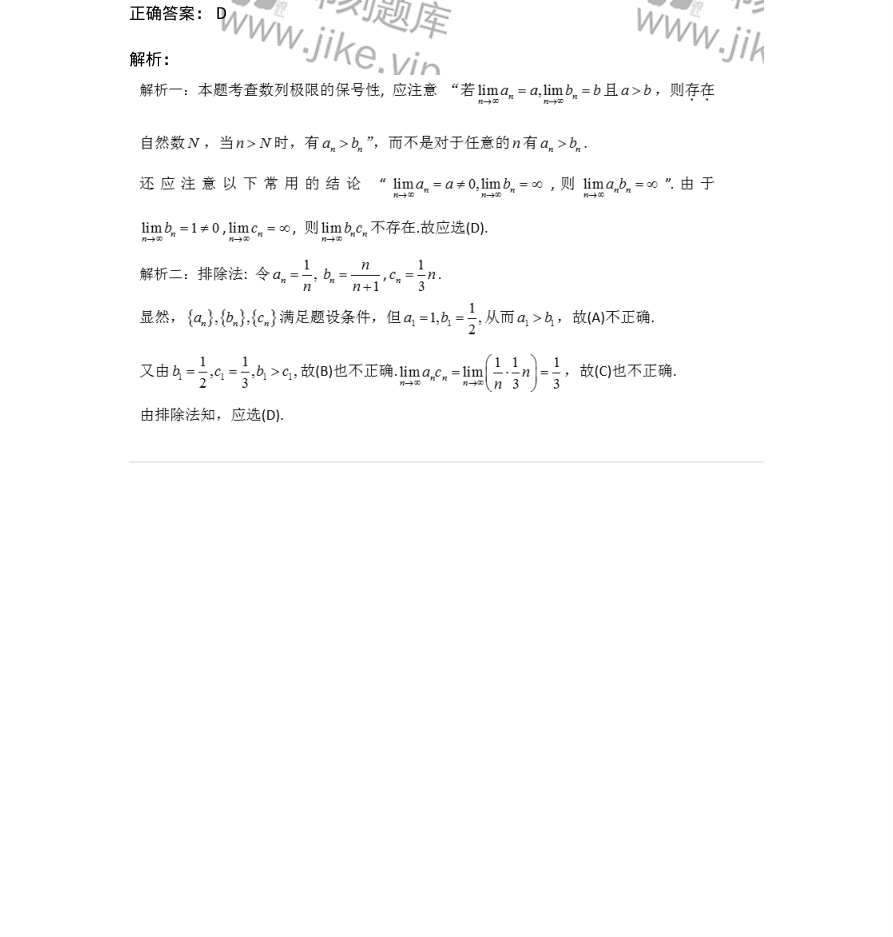 正确答案： D
刻题库
www.jike.vip
www.jik
解析：
解析一：本题考查数列极限的保号性, 应注意 “若 lim_{n→∞} a_n = a, lim_{n→∞} b_n = b 且 a > b ，则存在
自然数 N ，当 n > N 时，有 a_n > b_n ”，而不是对于任意的 n 有 a_n > b_n .
还应注意以下常用的结论 “ lim_{n→∞} a_n = a ≠ 0, lim_{n→∞} b_n = ∞ , 则 lim_{n→∞} a_n b_n = ∞ ”. 由于
lim_{n→∞} b_n = 1 ≠ 0 , lim_{n→∞} c_n = ∞ , 则 lim_{n→∞} b_n c_n 不存在.故应选(D).
解析二：排除法: 令 a_n = 1/n, b_n = n/(n+1) , c_n = 1/3 n .
显然， {a_n},{b_n},{c_n} 满足题设条件，但 a_1 = 1, b_1 = 1/2, 从而 a_1 > b_1 ，故(A)不正确.
又由 b_1 = 1/2 , c_1 = 1/3 , b_1 > c_1 , 故(B)也不正确. lim_{n→∞} a_n c_n = lim_{n→∞} (1/n · 1/3 n) = 1/3 ，故(C)也不正确.
由排除法知，应选(D).